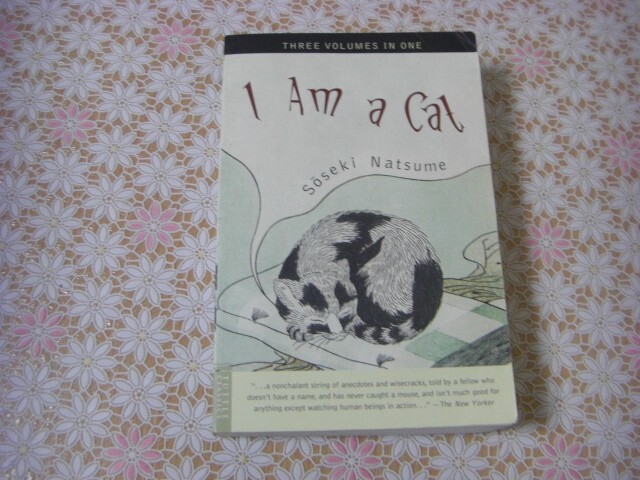 THREE VOLUMES IN ONE
I Am a Cat
Sōseki Natsume
"...a nonchalant string of anecdotes and wisecracks, told by a fellow who
doesn't have a name, and has never caught a mouse, and isn't much good for
anything except watching human beings in action..." —The New Yorker